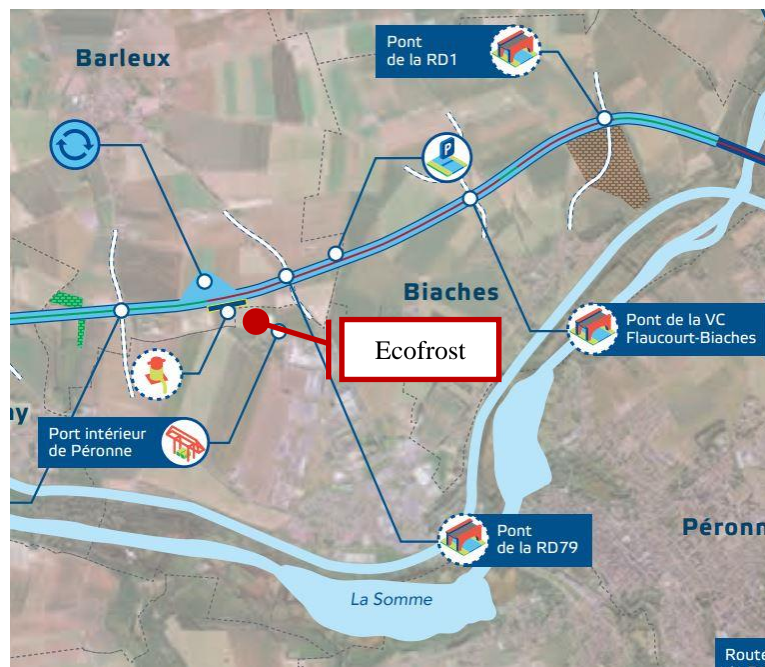 Barleux
Pont
de la RD1
P
Biaches
Ecofrost
Pont de la VC
Flaucourt-Biaches
ay
Port intérieur
de Péronne
Péronn
Pont
de la RD79
La Somme
Route